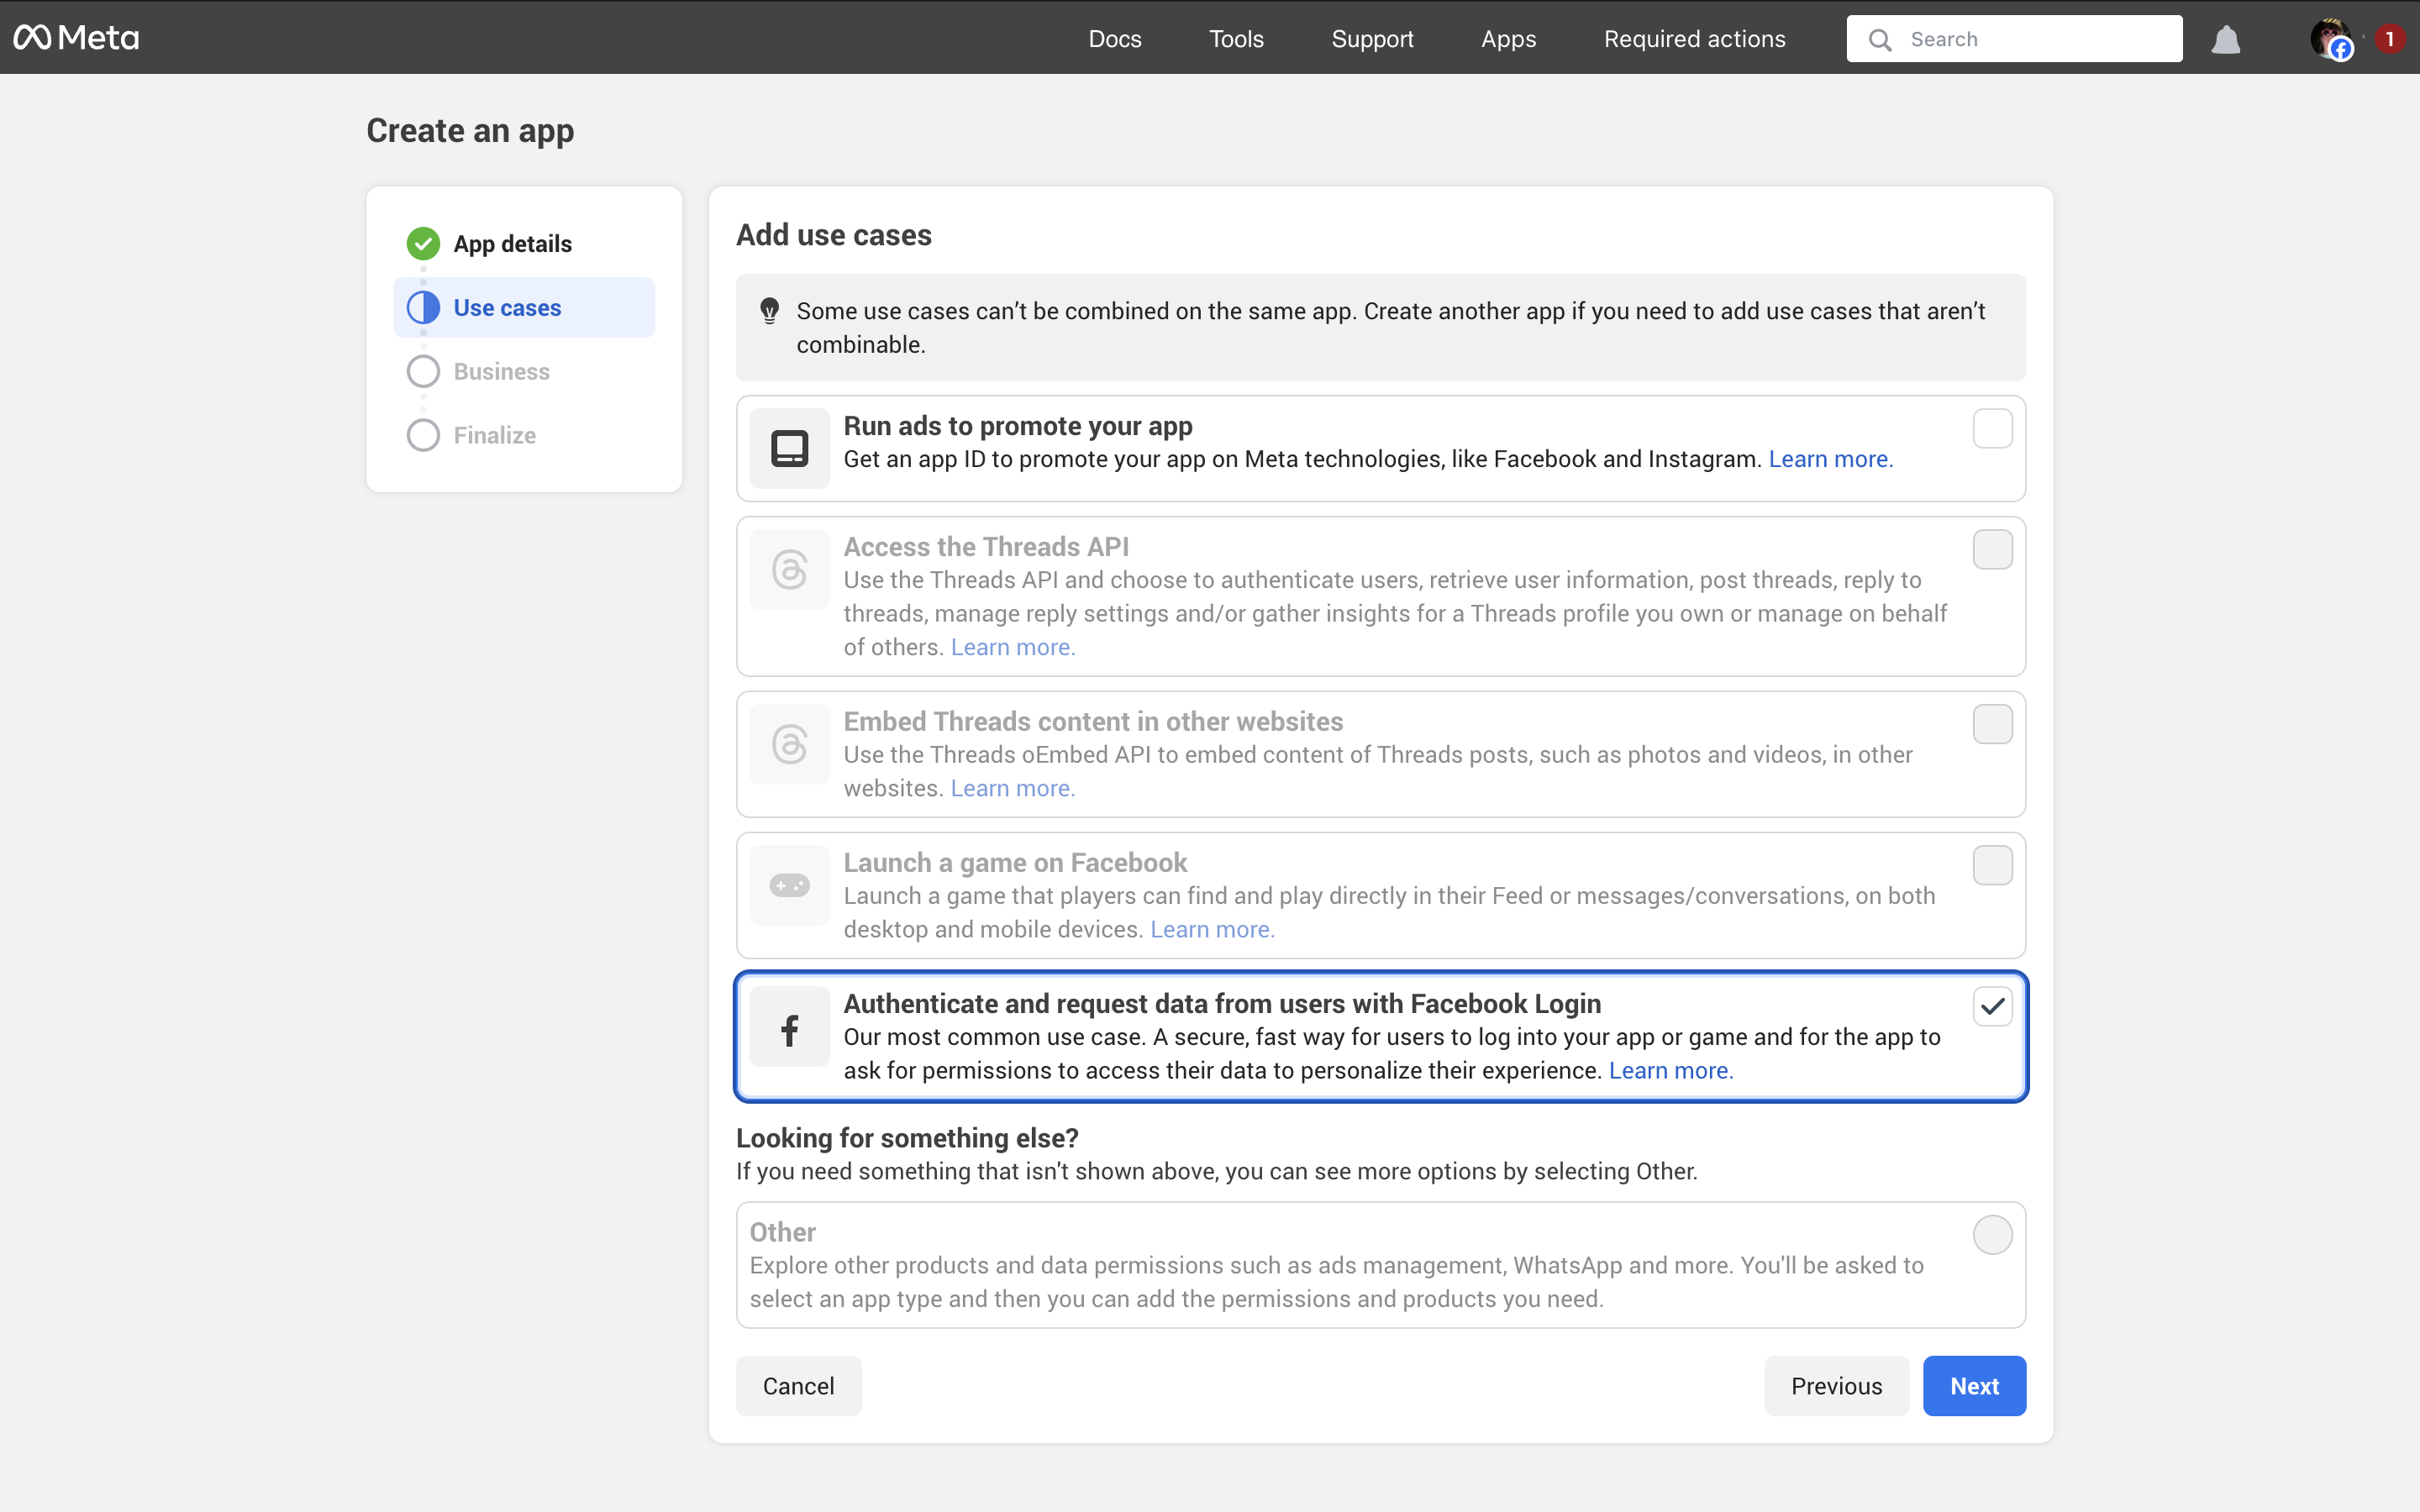 Meta
Docs
Tools
Support
Apps
Required actions
Search
1
Create an app
App details
Use cases
Business
Finalize
Add use cases
Some use cases can’t be combined on the same app. Create another app if you need to add use cases that aren’t
combinable.
Run ads to promote your app
Get an app ID to promote your app on Meta technologies, like Facebook and Instagram. Learn more.
Access the Threads API
Use the Threads API and choose to authenticate users, retrieve user information, post threads, reply to
threads, manage reply settings and/or gather insights for a Threads profile you own or manage on behalf
of others. Learn more.
Embed Threads content in other websites
Use the Threads oEmbed API to embed content of Threads posts, such as photos and videos, in other
websites. Learn more.
Launch a game on Facebook
Launch a game that players can find and play directly in their Feed or messages/conversations, on both
desktop and mobile devices. Learn more.
Authenticate and request data from users with Facebook Login
Our most common use case. A secure, fast way for users to log into your app or game and for the app to
ask for permissions to access their data to personalize their experience. Learn more.
Looking for something else?
If you need something that isn't shown above, you can see more options by selecting Other.
Other
Explore other products and data permissions such as ads management, WhatsApp and more. You'll be asked to
select an app type and then you can add the permissions and products you need.
Cancel
Previous
Next